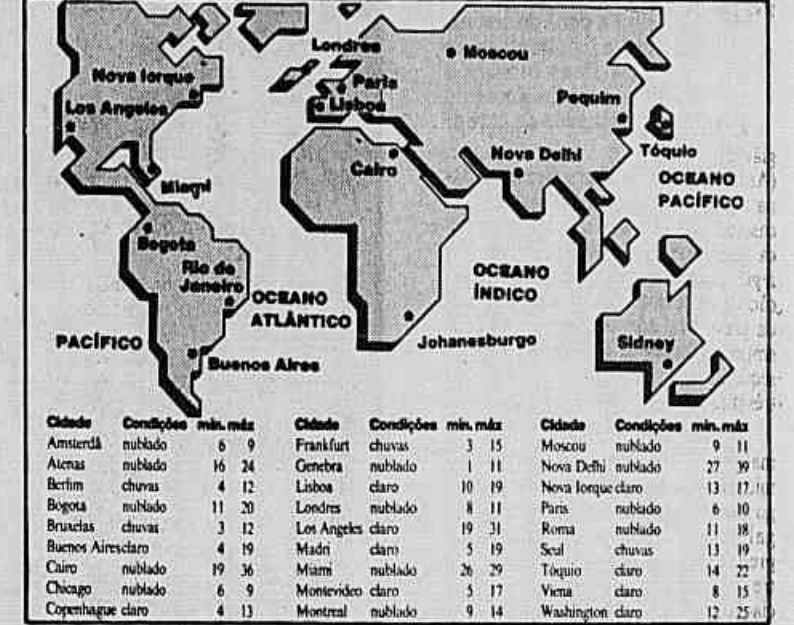 Londres
Moscou
Nova Iorque
Paris
Los Angeles
Lisboa
Pequim
Cairo
Nova Delhi
Tóquio
Miami
OCEANO
PACÍFICO
Bogota
Rio de
Janeiro
OCEANO
ATLÂNTICO
OCEANO
ÍNDICO
PACÍFICO
Johanesburgo
Sidney
Buenos Aires
Cidade Condições mín. máx Cidade Condições mín. máx Cidade Condições mín. máx
Amsterdã nublado 6 9 Frankfurt chuvas 3 15 Moscou nublado 9 11
Atenas nublado 16 24 Genebra nublado 1 11 Nova Delhi nublado 27 39
Berlim chuvas 4 12 Lisboa claro 10 19 Nova Iorque claro 13 17
Bogota nublado 11 20 Londres nublado 8 11 Paris nublado 6 10
Bruxelas chuvas 3 12 Los Angeles claro 19 31 Roma nublado 11 18
Buenos Aires claro 4 19 Madri claro 5 19 Seul chuvas 13 19
Cairo nublado 19 36 Miami nublado 26 29 Tóquio claro 14 22
Chicago nublado 6 9 Montevideo claro 5 17 Viena claro 8 15
Copenhague claro 4 13 Montreal nublado 9 14 Washington claro 12 25